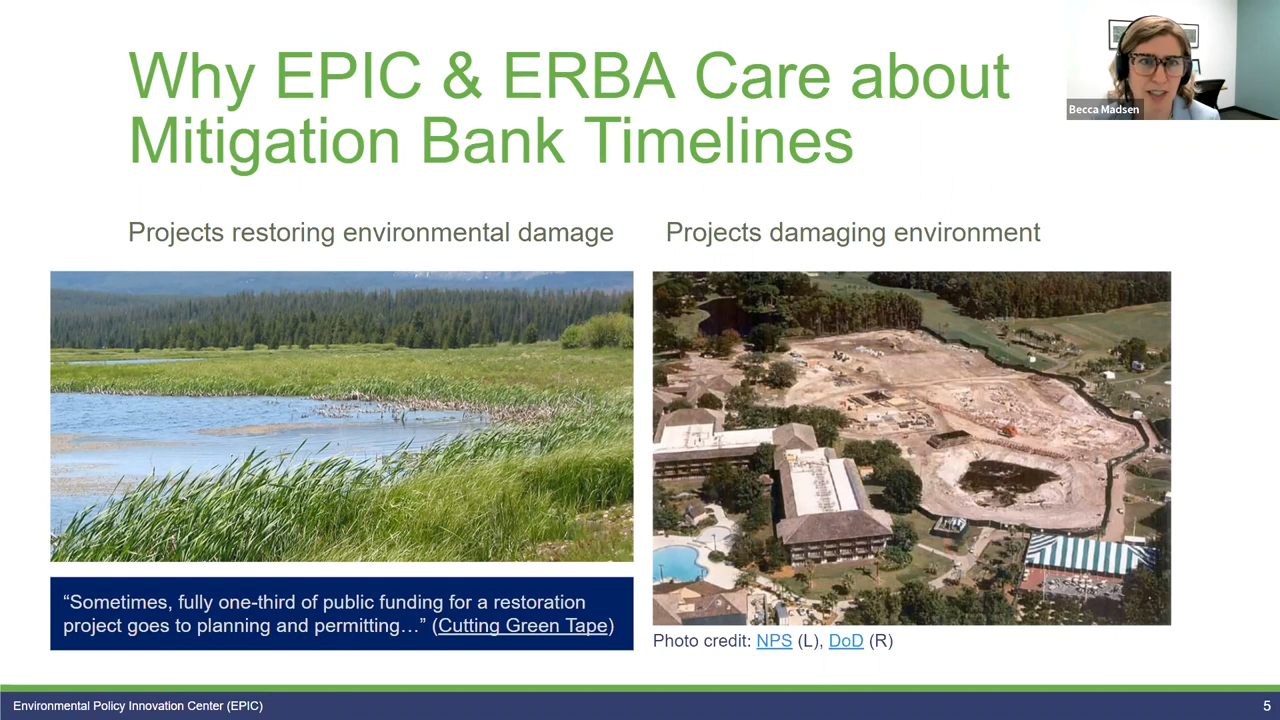 Why EPIC & ERBA Care about
Mitigation Bank Timelines
Becca Madsen
Projects restoring environmental damage
Projects damaging environment
“Sometimes, fully one-third of public funding for a restoration
project goes to planning and permitting…” (Cutting Green Tape)
Photo credit: NPS (L), DoD (R)
Environmental Policy Innovation Center (EPIC)
5